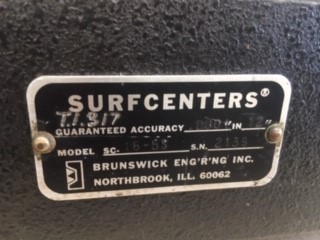 SURFCENTERS®
T.I. 317
GUARANTEED ACCURACY IN
MODEL SC- S.N.
BRUNSWICK ENG'R'NG INC.
NORTHBROOK, ILL. 60062